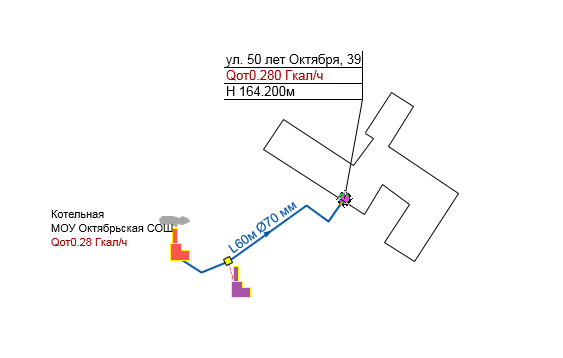 ул. 50 лет Октября, 39
Qот0.280 Гкал/ч
H 164.200м
L60м Ø70 мм
Котельная
МОУ Октябрьская СОШ
Qот0.28 Гкал/ч